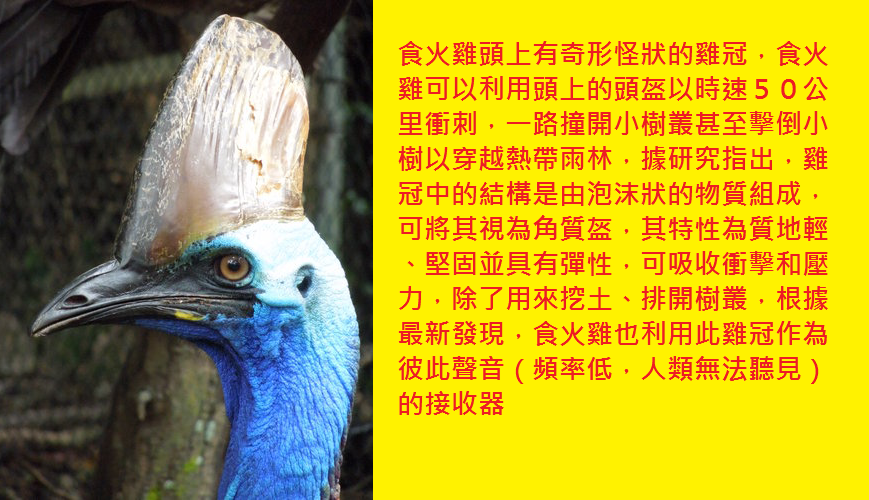 食火雞頭上有奇形怪狀的雞冠，食火
雞可以利用頭上的頭盔以時速５０公
里衝刺，一路撞開小樹叢甚至擊倒小
樹以穿越熱帶雨林，據研究指出，雞
冠中的結構是由泡沫狀的物質組成，
可將其視為角質盔，其特性為質地輕
、堅固並具有彈性，可吸收衝擊和壓
力，除了用來挖土、排開樹叢，根據
最新發現，食火雞也利用此雞冠作為
彼此聲音（頻率低，人類無法聽見）
的接收器